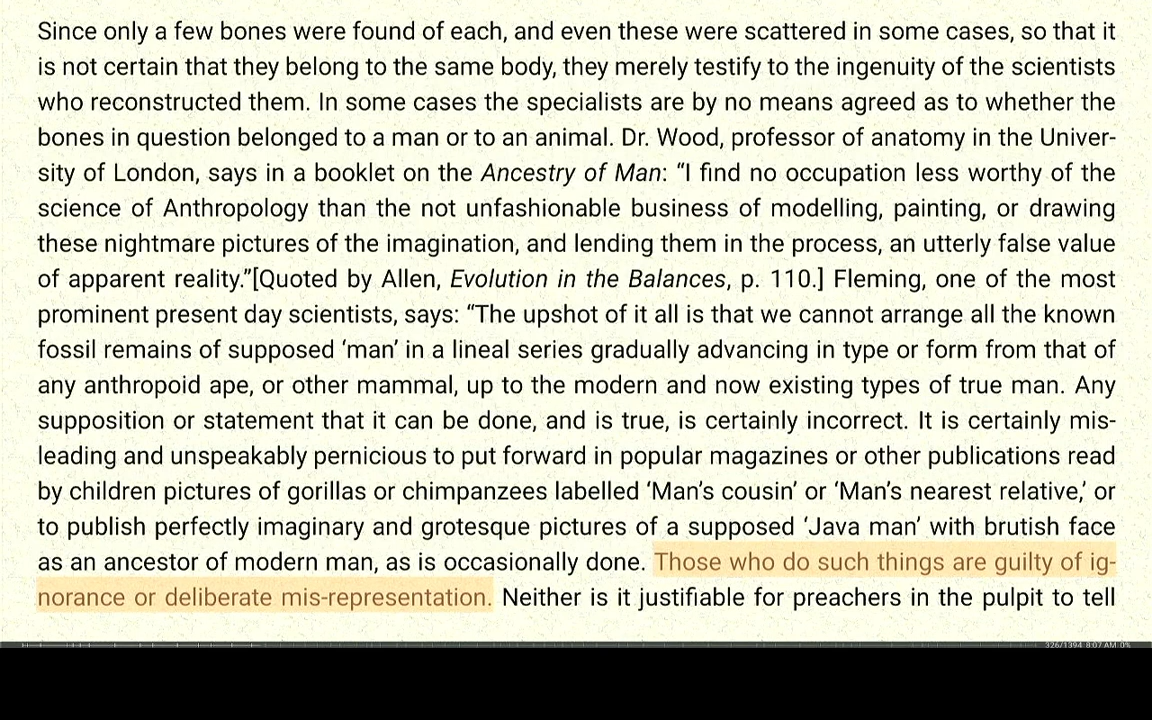 Since only a few bones were found of each, and even these were scattered in some cases, so that it
is not certain that they belong to the same body, they merely testify to the ingenuity of the scientists
who reconstructed them. In some cases the specialists are by no means agreed as to whether the
bones in question belonged to a man or to an animal. Dr. Wood, professor of anatomy in the Univer-
sity of London, says in a booklet on the Ancestry of Man: “I find no occupation less worthy of the
science of Anthropology than the not unfashionable business of modelling, painting, or drawing
these nightmare pictures of the imagination, and lending them in the process, an utterly false value
of apparent reality.”[Quoted by Allen, Evolution in the Balances, p. 110.] Fleming, one of the most
prominent present day scientists, says: “The upshot of it all is that we cannot arrange all the known
fossil remains of supposed ‘man’ in a lineal series gradually advancing in type or form from that of
any anthropoid ape, or other mammal, up to the modern and now existing types of true man. Any
supposition or statement that it can be done, and is true, is certainly incorrect. It is certainly mis-
leading and unspeakably pernicious to put forward in popular magazines or other publications read
by children pictures of gorillas or chimpanzees labelled ‘Man’s cousin’ or ‘Man’s nearest relative,’ or
to publish perfectly imaginary and grotesque pictures of a supposed ‘Java man’ with brutish face
as an ancestor of modern man, as is occasionally done. Those who do such things are guilty of ig-
norance or deliberate mis-representation. Neither is it justifiable for preachers in the pulpit to tell
326/1394 8:07 AM 0%